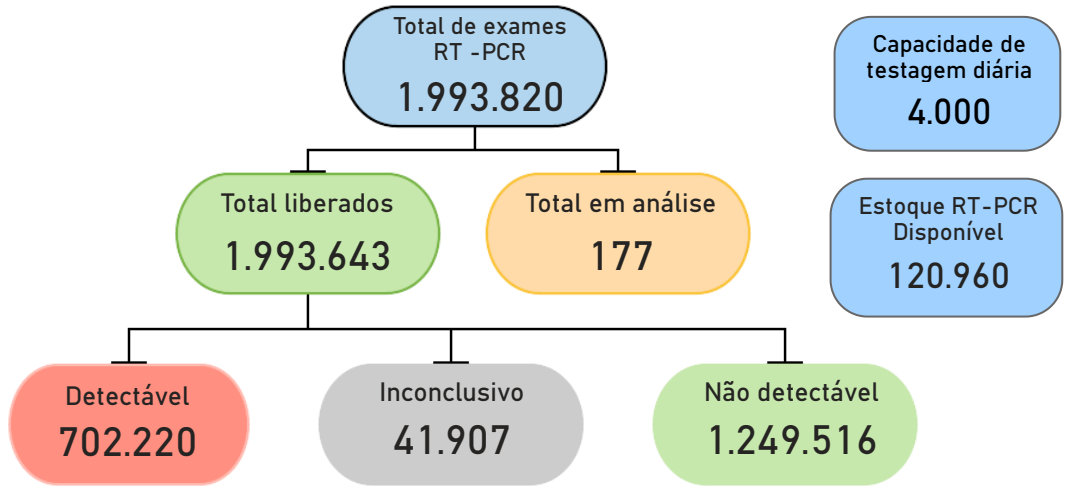 Total de exames
RT -PCR
1.993.820
Capacidade de
testagem diária
4.000
Total liberados
1.993.643
Total em análise
177
Estoque RT-PCR
Disponível
120.960
Detectável
702.220
Inconclusivo
41.907
Não detectável
1.249.516